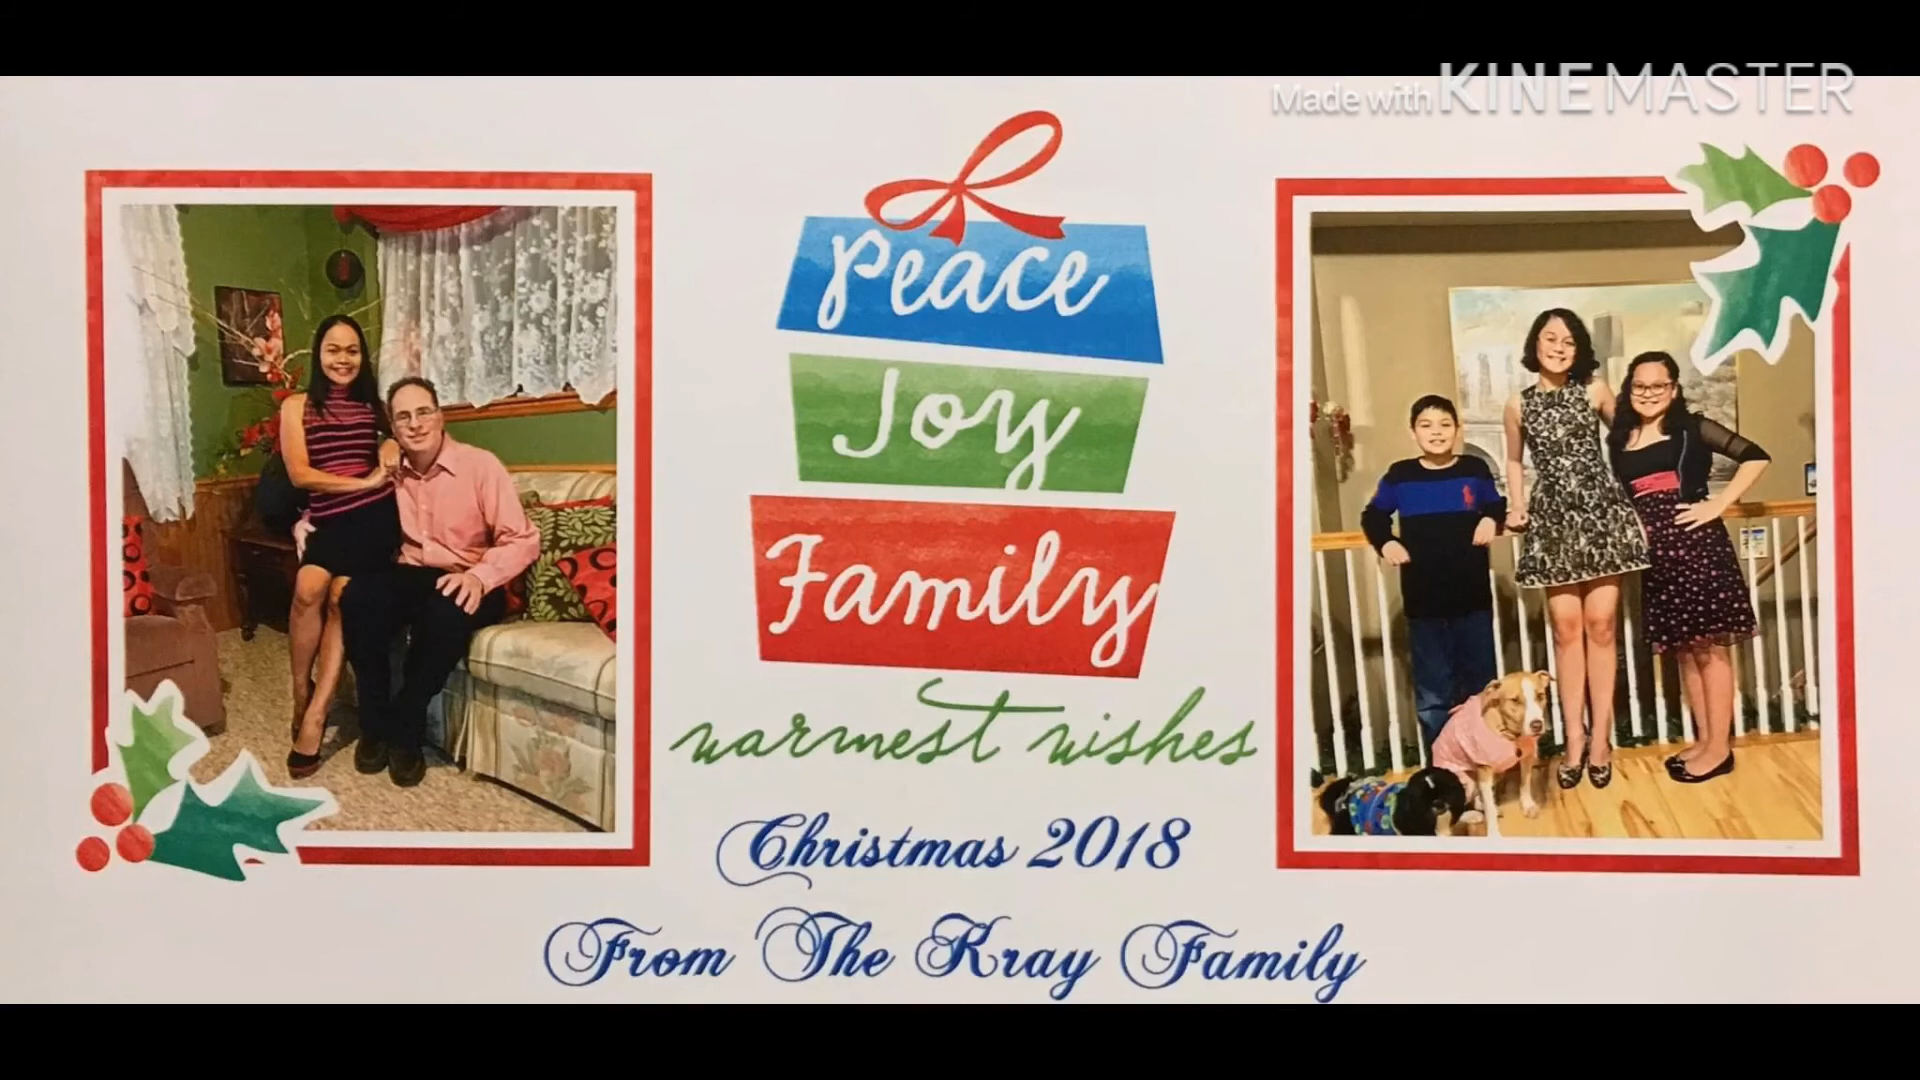 Made with KINEMASTER
Peace
Joy
Family
warmest wishes
Christmas 2018
From The Kray Family